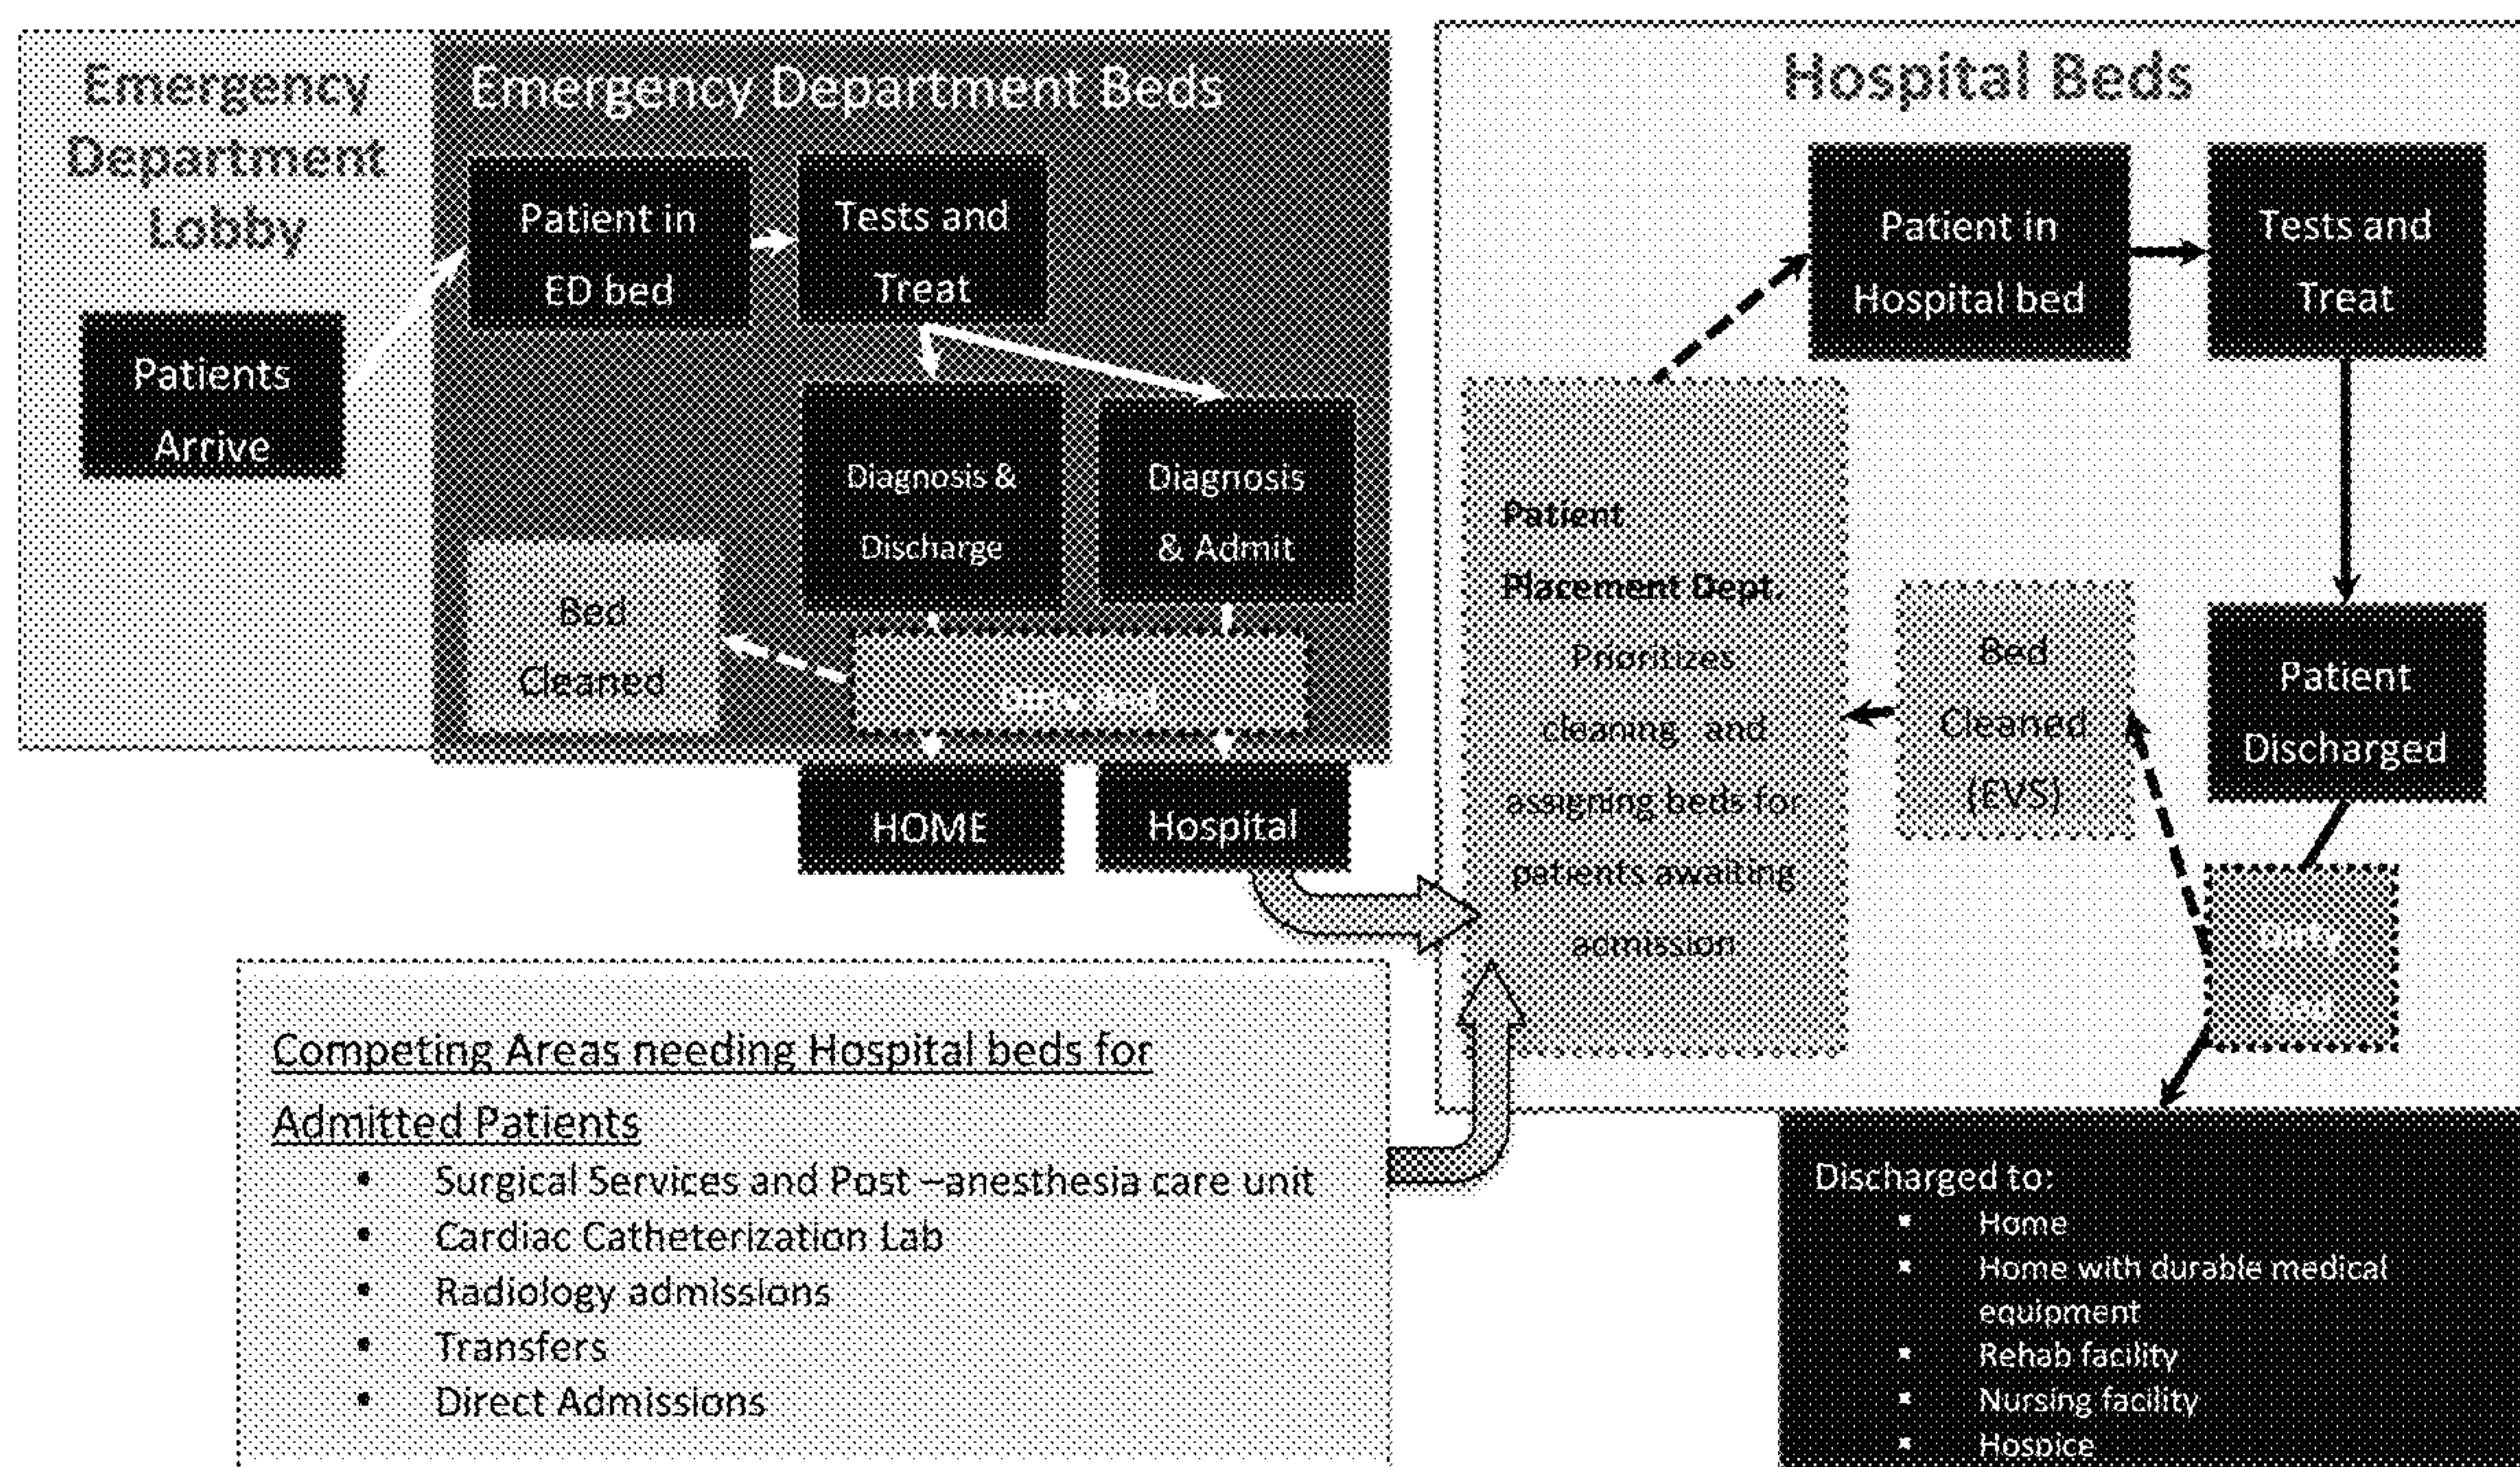 Emergency
Department
Lobby
Patients
Arrive
Emergency Department Beds
Patient in
ED bed
Tests and
Treat
Diagnosis &
Discharge
Diagnosis
& Admit
Bed
Cleaned
Dirty Bed
HOME
Hospital
Hospital Beds
Patient in
Hospital bed
Tests and
Treat
Patient
Placement Dept.
Prioritizes
cleaning and
assigning beds for
patients awaiting
admission
Bed
Cleaned
(EVS)
Patient
Discharged
Dirty
Bed
Competing Areas needing Hospital beds for
Admitted Patients
• Surgical Services and Post –anesthesia care unit
• Cardiac Catheterization Lab
• Radiology admissions
• Transfers
• Direct Admissions
Discharged to:
▪ Home
▪ Home with durable medical
equipment
▪ Rehab facility
▪ Nursing facility
▪ Hospice